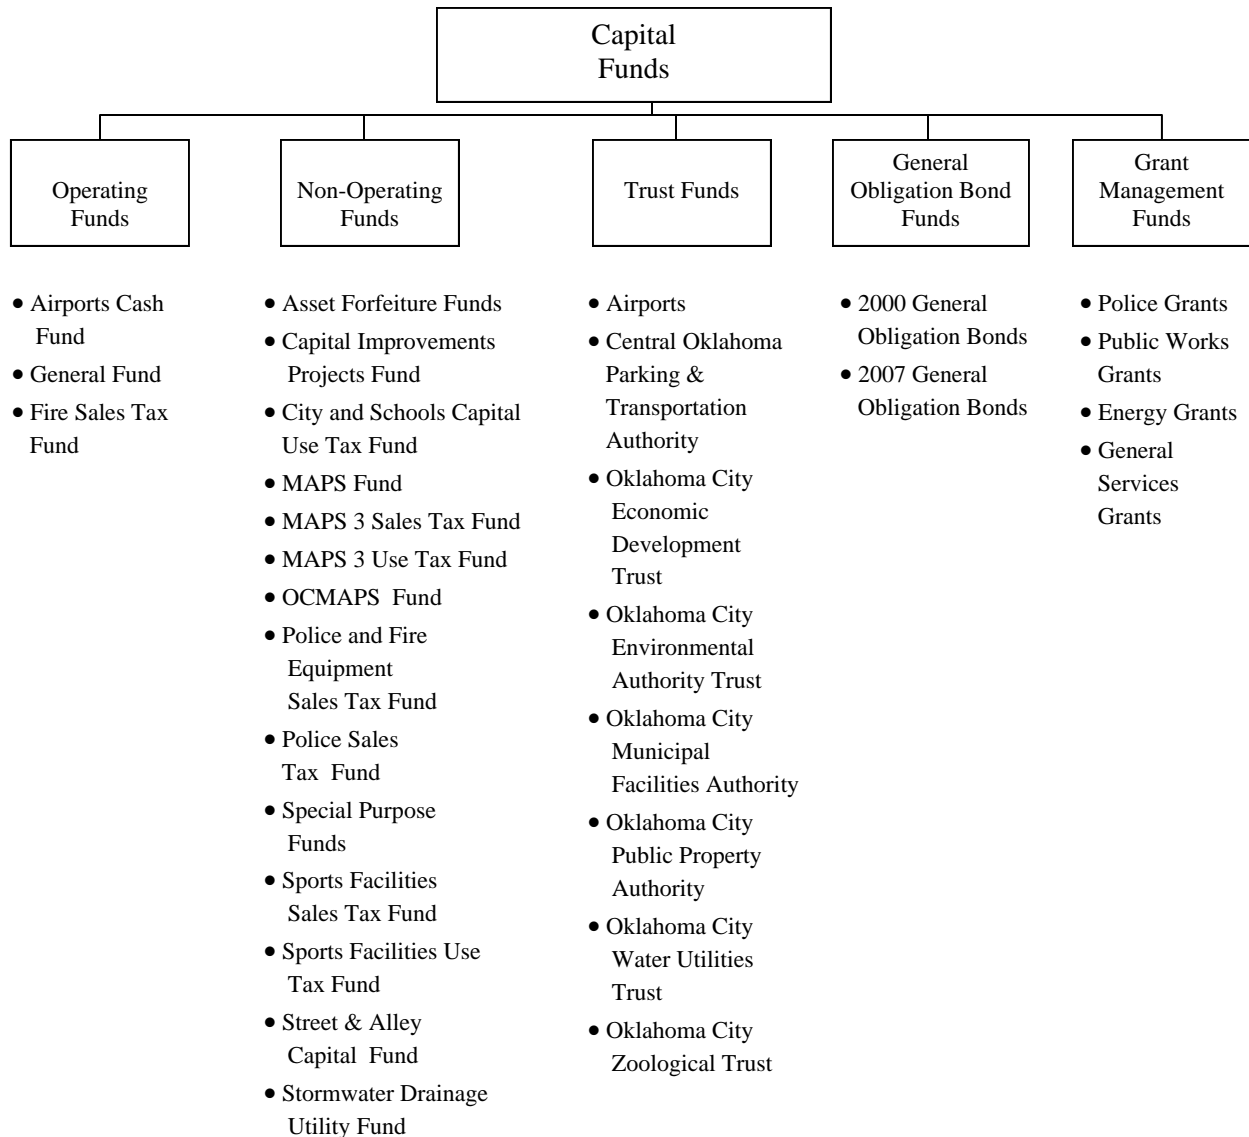 Capital
Funds
Operating
Funds
Non-Operating
Funds
Trust Funds
General
Obligation Bond
Funds
Grant
Management
Funds
• Airports Cash
Fund
• General Fund
• Fire Sales Tax
Fund
• Asset Forfeiture Funds
• Capital Improvements
Projects Fund
• City and Schools Capital
Use Tax Fund
• MAPS Fund
• MAPS 3 Sales Tax Fund
• MAPS 3 Use Tax Fund
• OCMAPS Fund
• Police and Fire
Equipment
Sales Tax Fund
• Police Sales
Tax Fund
• Special Purpose
Funds
• Sports Facilities
Sales Tax Fund
• Sports Facilities Use
Tax Fund
• Street & Alley
Capital Fund
• Stormwater Drainage
Utility Fund
• Airports
• Central Oklahoma
Parking &
Transportation
Authority
• Oklahoma City
Economic
Development
Trust
• Oklahoma City
Environmental
Authority Trust
• Oklahoma City
Municipal
Facilities Authority
• Oklahoma City
Public Property
Authority
• Oklahoma City
Water Utilities
Trust
• Oklahoma City
Zoological Trust
• 2000 General
Obligation Bonds
• 2007 General
Obligation Bonds
• Police Grants
• Public Works
Grants
• Energy Grants
• General
Services
Grants